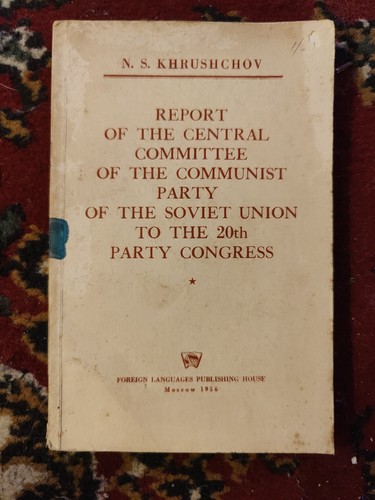 N. S. KHRUSHCHOV
REPORT
OF THE CENTRAL
COMMITTEE
OF THE COMMUNIST
PARTY
OF THE SOVIET UNION
TO THE 20th
PARTY CONGRESS
FOREIGN LANGUAGES PUBLISHING HOUSE
Moscow 1956